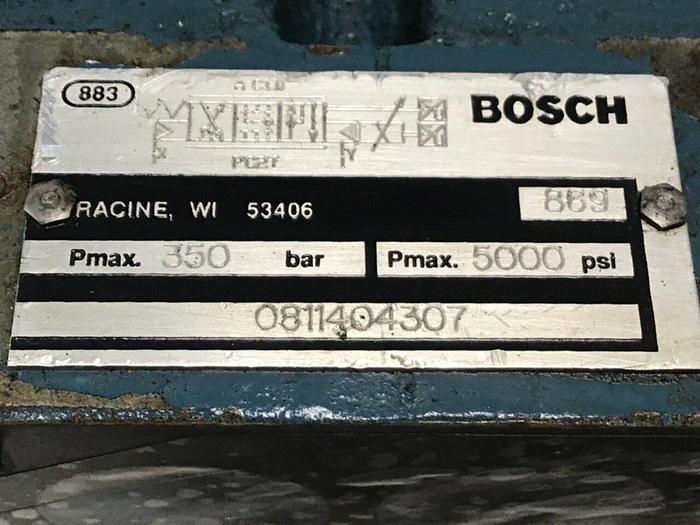 883
BOSCH
RACINE, WI 53406
869
Pmax. 350 bar
Pmax. 5000 psi
0811404307